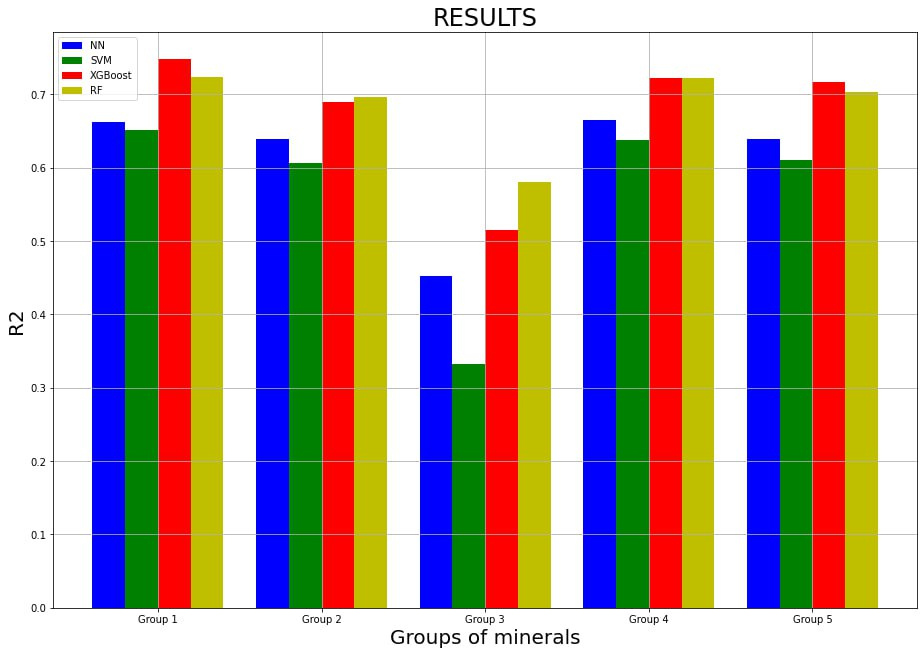 RESULTS
NN
SVM
XGBoost
RF
R2
0.7
0.6
0.5
0.4
0.3
0.2
0.1
0.0
Group 1 Group 2 Group 3 Group 4 Group 5
Groups of minerals